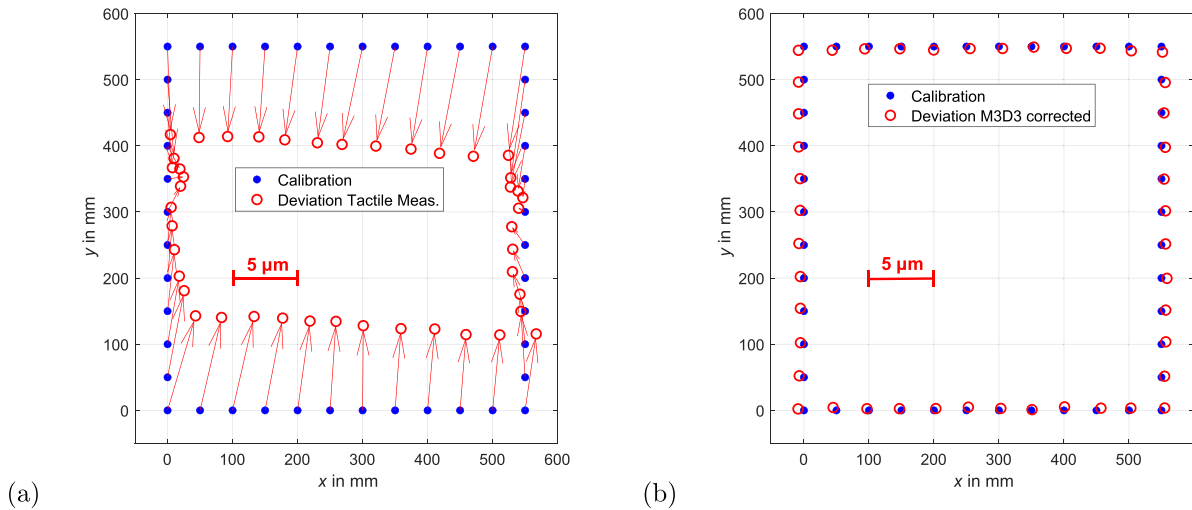 600
500
400
300
200
100
0
y in mm
Calibration
Deviation Tactile Meas.
5 µm
0 100 200 300 400 500 600
x in mm
(a)
600
500
400
300
200
100
0
y in mm
Calibration
Deviation M3D3 corrected
5 µm
0 100 200 300 400 500
x in mm
(b)